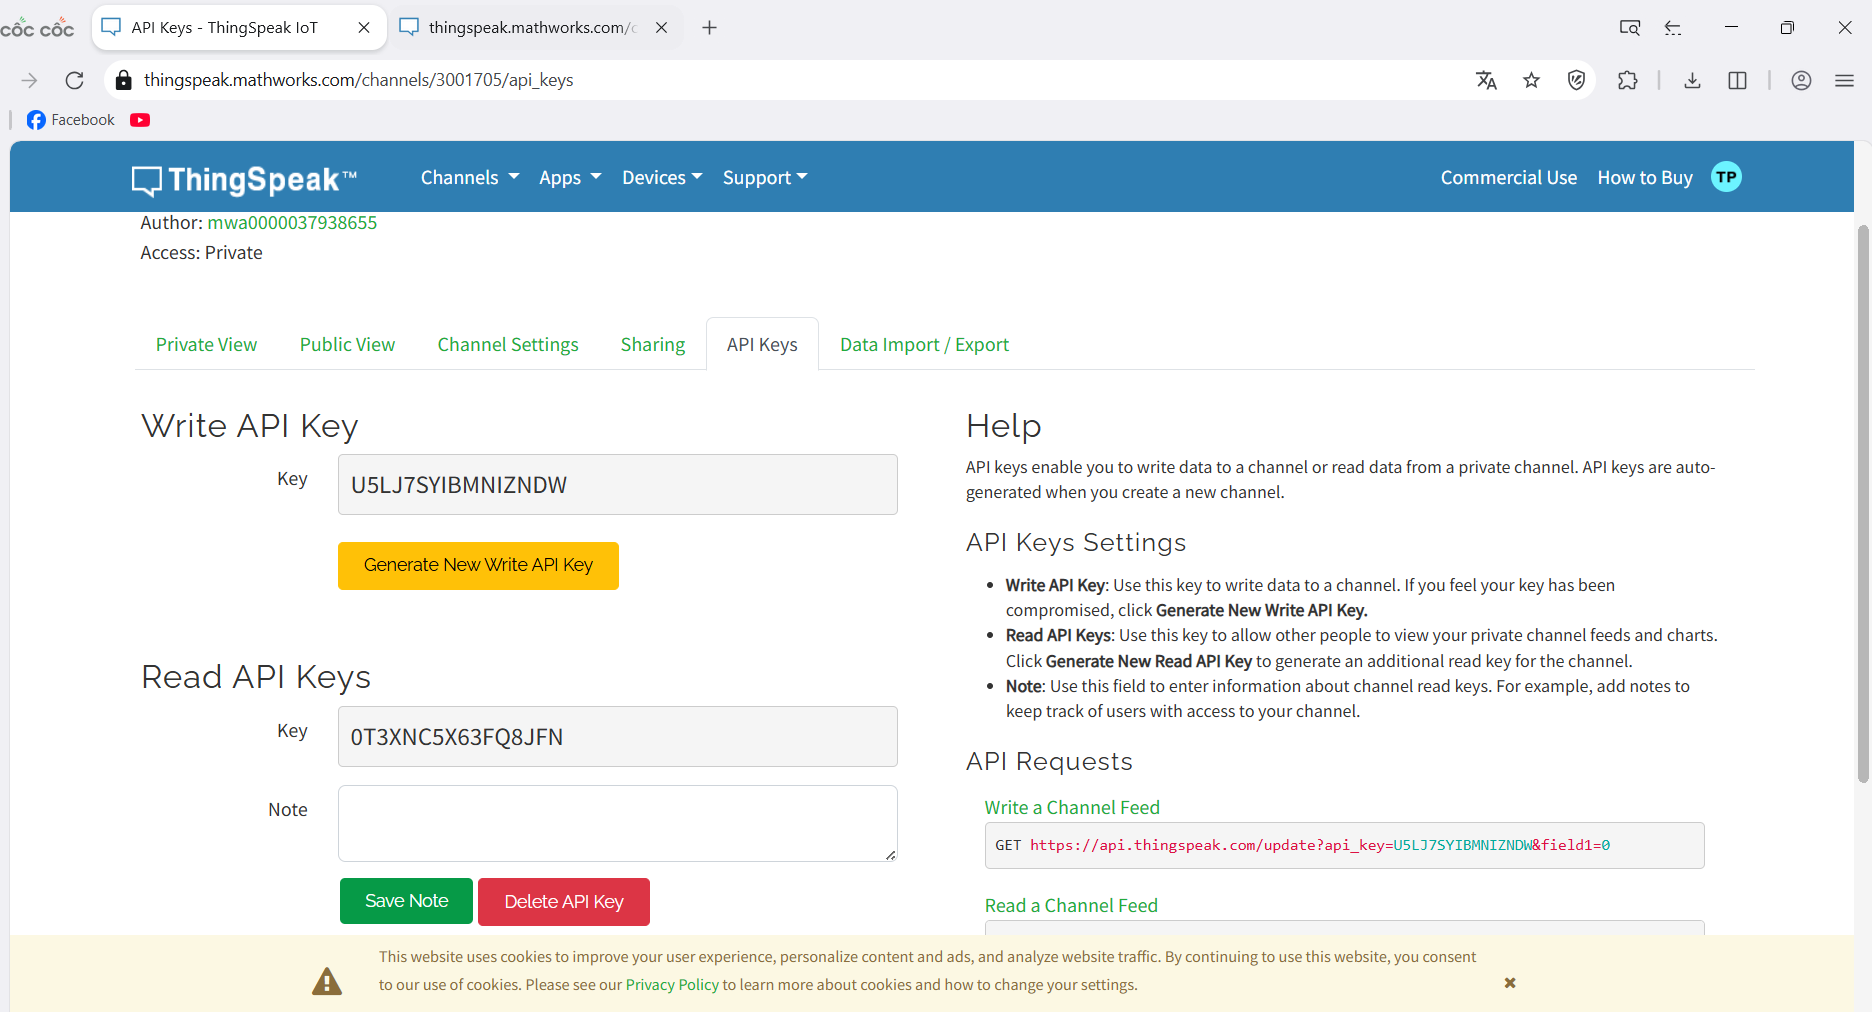 cốc cốc
API Keys - ThingSpeak IoT
thingspeak.mathworks.com/c
thingspeak.mathworks.com/channels/3001705/api_keys
Facebook
ThingSpeak™
Channels
Apps
Devices
Support
Commercial Use
How to Buy
TP
Author: mwa0000037938655
Access: Private
Private View
Public View
Channel Settings
Sharing
API Keys
Data Import / Export
Write API Key
Key
U5LJ7SYIBMNIZNDW
Generate New Write API Key
Read API Keys
Key
0T3XNC5X63FQ8JFN
Note
Save Note
Delete API Key
Help
API keys enable you to write data to a channel or read data from a private channel. API keys are auto-
generated when you create a new channel.
API Keys Settings
Write API Key: Use this key to write data to a channel. If you feel your key has been
compromised, click Generate New Write API Key.
Read API Keys: Use this key to allow other people to view your private channel feeds and charts.
Click Generate New Read API Key to generate an additional read key for the channel.
Note: Use this field to enter information about channel read keys. For example, add notes to
keep track of users with access to your channel.
API Requests
Write a Channel Feed
GET https://api.thingspeak.com/update?api_key=U5LJ7SYIBMNIZNDW&field1=0
Read a Channel Feed
This website uses cookies to improve your user experience, personalize content and ads, and analyze website traffic. By continuing to use this website, you consent
to our use of cookies. Please see our Privacy Policy to learn more about cookies and how to change your settings.